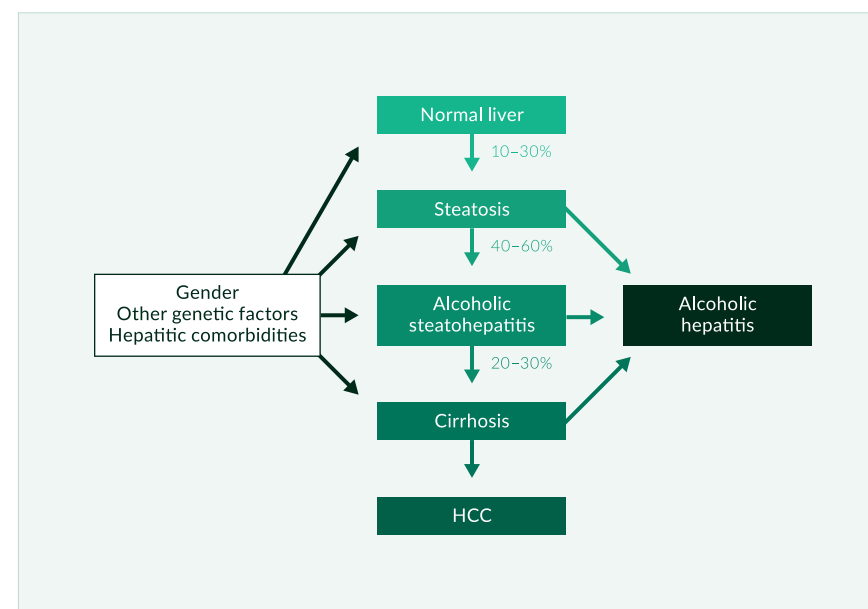 Normal liver
10–30%
Steatosis
40–60%
Gender
Other genetic factors
Hepatitic comorbidities
Alcoholic
steatohepatitis
Alcoholic
hepatitis
20–30%
Cirrhosis
HCC